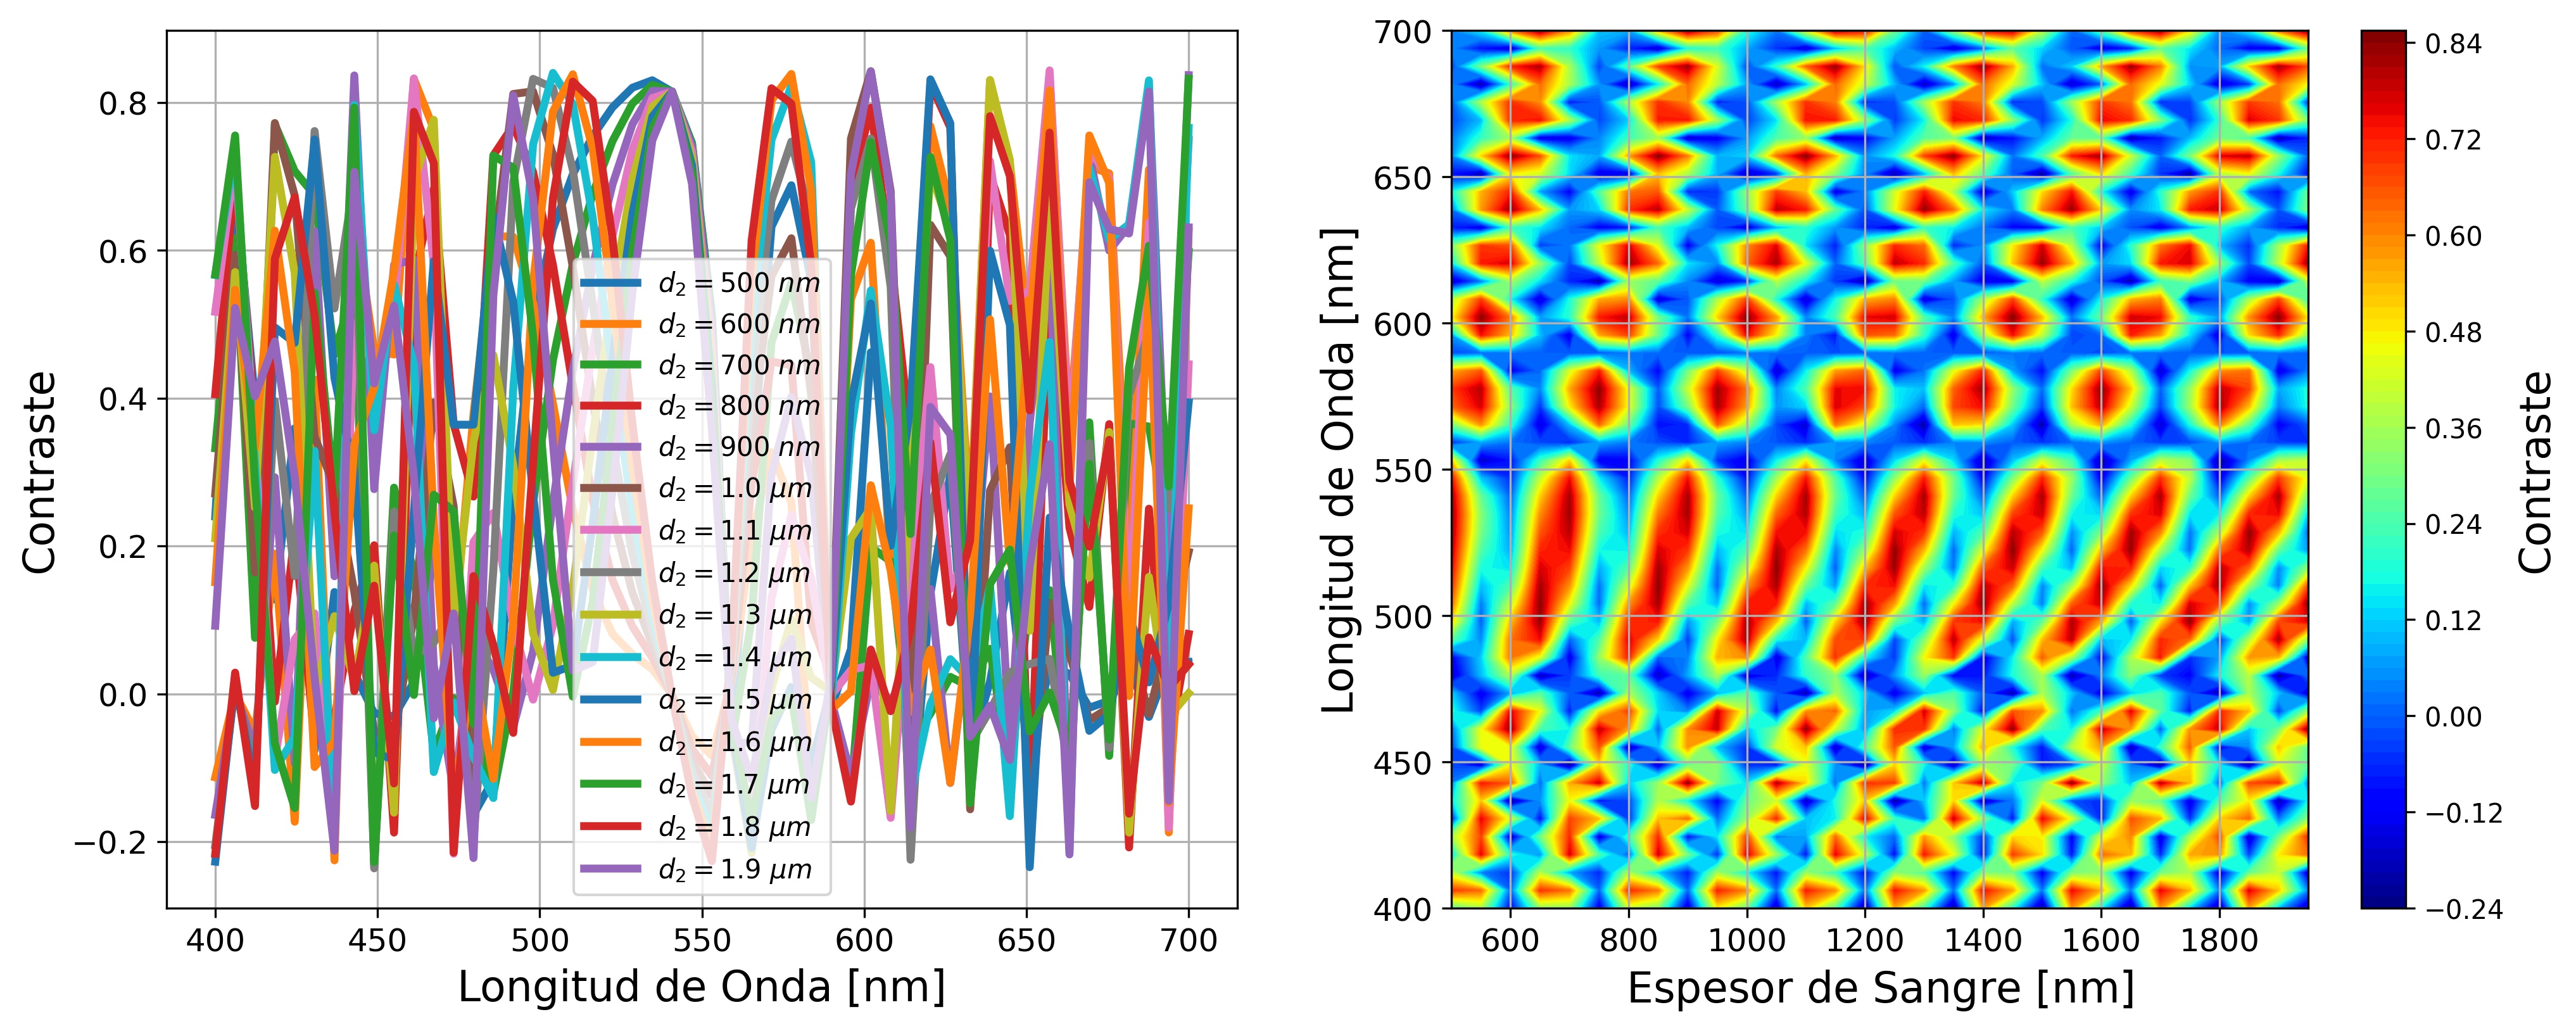 Contraste
0.8
0.6
0.4
0.2
0.0
−0.2
400 450 500 550 600 650 700
Longitud de Onda [nm]
d₂ = 500 nm
d₂ = 600 nm
d₂ = 700 nm
d₂ = 800 nm
d₂ = 900 nm
d₂ = 1.0 μm
d₂ = 1.1 μm
d₂ = 1.2 μm
d₂ = 1.3 μm
d₂ = 1.4 μm
d₂ = 1.5 μm
d₂ = 1.6 μm
d₂ = 1.7 μm
d₂ = 1.8 μm
d₂ = 1.9 μm
Longitud de Onda [nm]
700
650
600
550
500
450
400
600 800 1000 1200 1400 1600 1800
Espesor de Sangre [nm]
0.84
0.72
0.60
0.48
0.36
0.24
0.12
0.00
−0.12
−0.24
Contraste